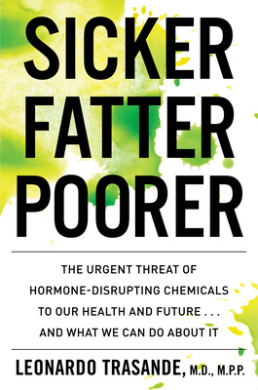 SICKER
FATTER
POORER
THE URGENT THREAT OF
HORMONE-DISRUPTING CHEMICALS
TO OUR HEALTH AND FUTURE . . .
AND WHAT WE CAN DO ABOUT IT
LEONARDO TRASANDE, M.D., M.P.P.